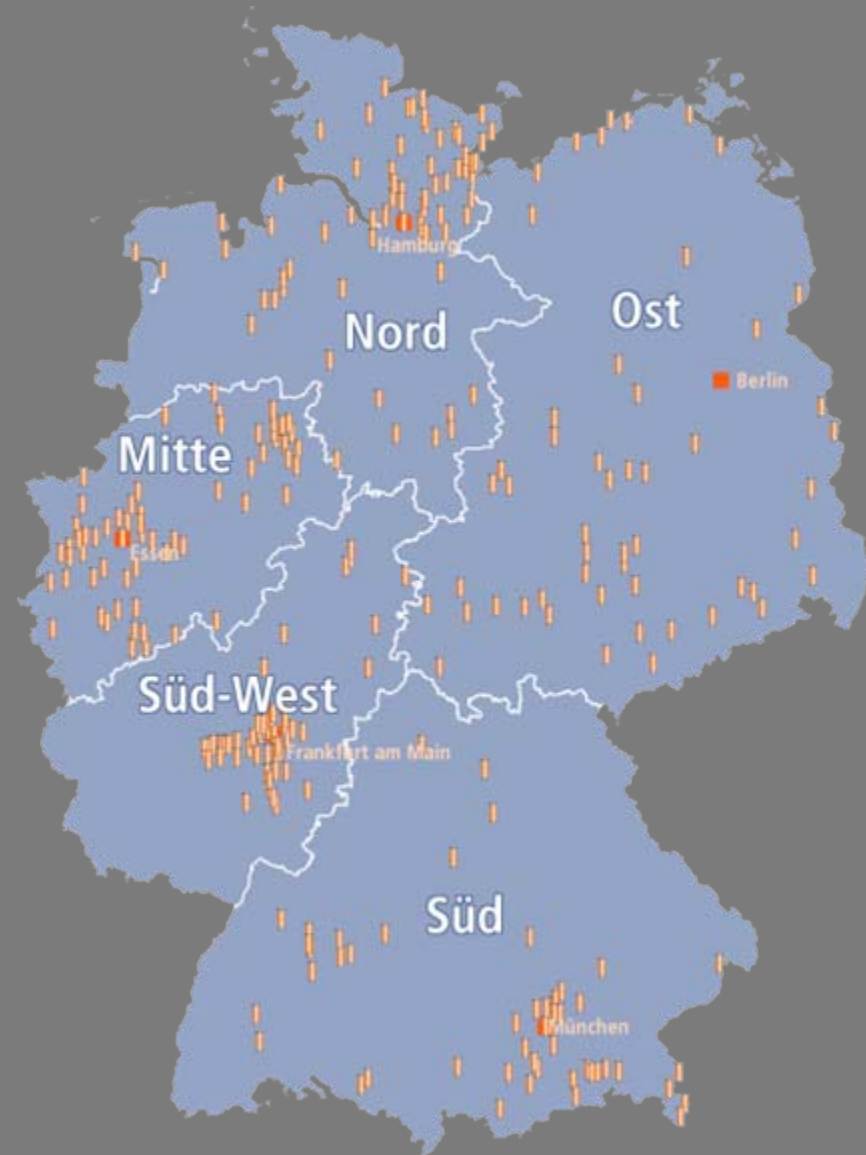 Hamburg
Nord
Ost
Berlin
Mitte
Essen
Süd-West
Frankfurt am Main
Süd
München